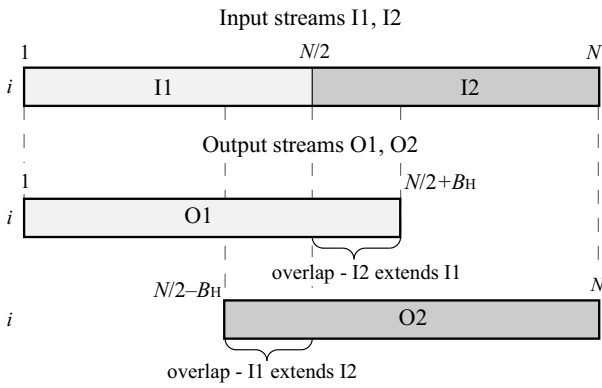 Input streams I1, I2
1 N/2 N
i I1 I2
Output streams O1, O2
1 N/2+BH
i O1
overlap - I2 extends I1
N/2–BH N
i O2
overlap - I1 extends I2